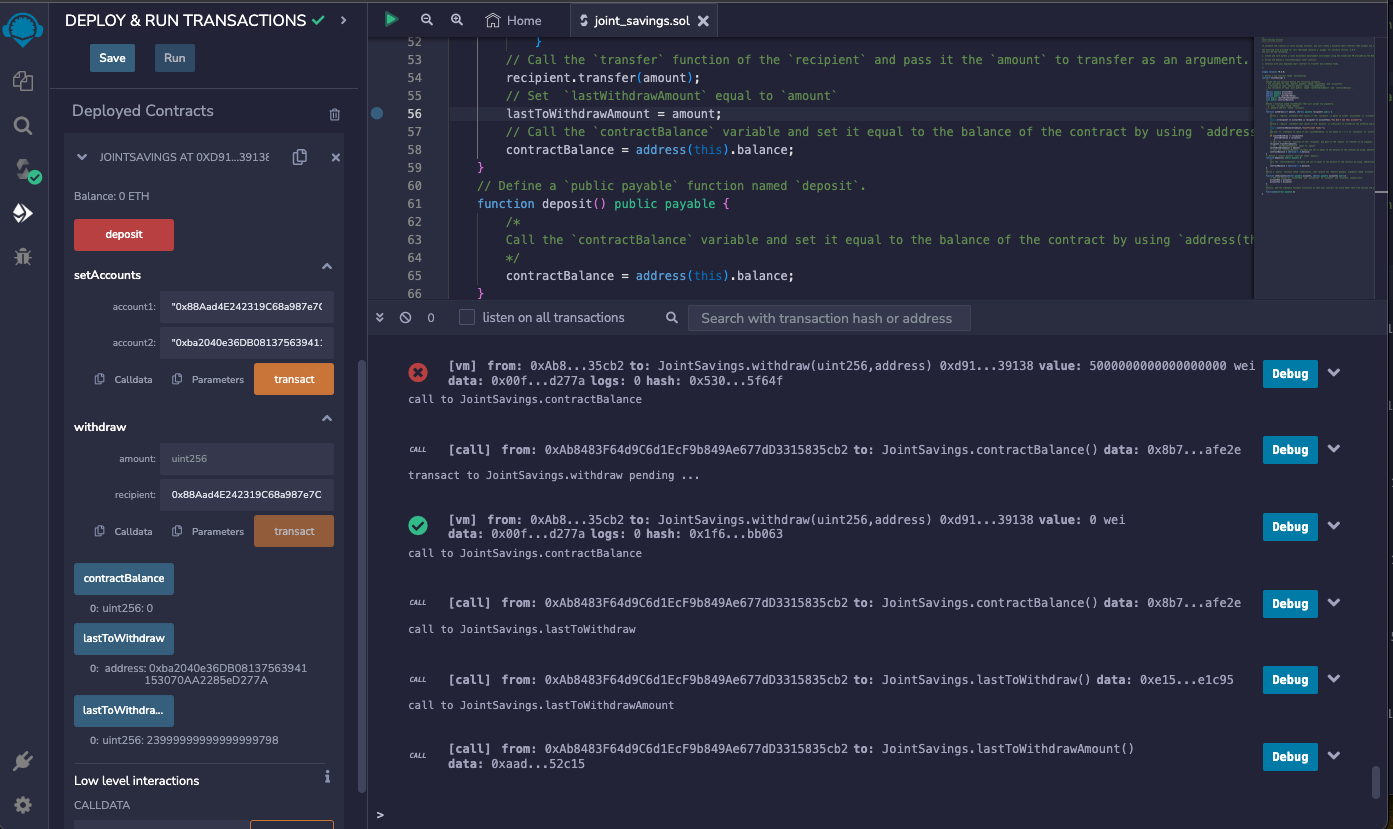 DEPLOY & RUN TRANSACTIONS
Save
Run
Deployed Contracts
JOINTSAVINGS AT 0XD91...39138
Balance: 0 ETH
deposit
setAccounts
account1: "0x88Aad4E242319C68a987e7C
account2: "0xba2040e36DB08137563941:
Calldata Parameters transact
withdraw
amount: uint256
recipient: 0x88Aad4E242319C68a987e7C
Calldata Parameters transact
contractBalance
0: uint256: 0
lastToWithdraw
0: address: 0xba2040e36DB08137563941
153070AA2285eD277A
lastToWithdra...
0: uint256: 23999999999999999798
Low level interactions
CALLDATA
Home
joint_savings.sol
52 }
53 // Call the `transfer` function of the `recipient` and pass it the `amount` to transfer as an argument.
54 recipient.transfer(amount);
55 // Set  `lastWithdrawAmount` equal to `amount`
56 lastToWithdrawAmount = amount;
57 // Call the `contractBalance` variable and set it equal to the balance of the contract by using `address
58 contractBalance = address(this).balance;
59 }
60 // Define a `public payable` function named `deposit`.
61 function deposit() public payable {
62 /*
63 Call the `contractBalance` variable and set it equal to the balance of the contract by using `address(th
64 */
65 contractBalance = address(this).balance;
66 }
0 listen on all transactions Search with transaction hash or address
[vm] from: 0xAb8...35cb2 to: JointSavings.withdraw(uint256,address) 0xd91...39138 value: 5000000000000000000 wei
data: 0x00f...d277a logs: 0 hash: 0x530...5f64f
Debug
call to JointSavings.contractBalance
CALL [call] from: 0xAb8483F64d9C6d1EcF9b849Ae677dD3315835cb2 to: JointSavings.contractBalance() data: 0x8b7...afe2e
Debug
transact to JointSavings.withdraw pending ...
[vm] from: 0xAb8...35cb2 to: JointSavings.withdraw(uint256,address) 0xd91...39138 value: 0 wei
data: 0x00f...d277a logs: 0 hash: 0x1f6...bb063
Debug
call to JointSavings.contractBalance
CALL [call] from: 0xAb8483F64d9C6d1EcF9b849Ae677dD3315835cb2 to: JointSavings.contractBalance() data: 0x8b7...afe2e
Debug
call to JointSavings.lastToWithdraw
CALL [call] from: 0xAb8483F64d9C6d1EcF9b849Ae677dD3315835cb2 to: JointSavings.lastToWithdraw() data: 0xe15...e1c95
Debug
call to JointSavings.lastToWithdrawAmount
CALL [call] from: 0xAb8483F64d9C6d1EcF9b849Ae677dD3315835cb2 to: JointSavings.lastToWithdrawAmount()
data: 0xaad...52c15
Debug
>